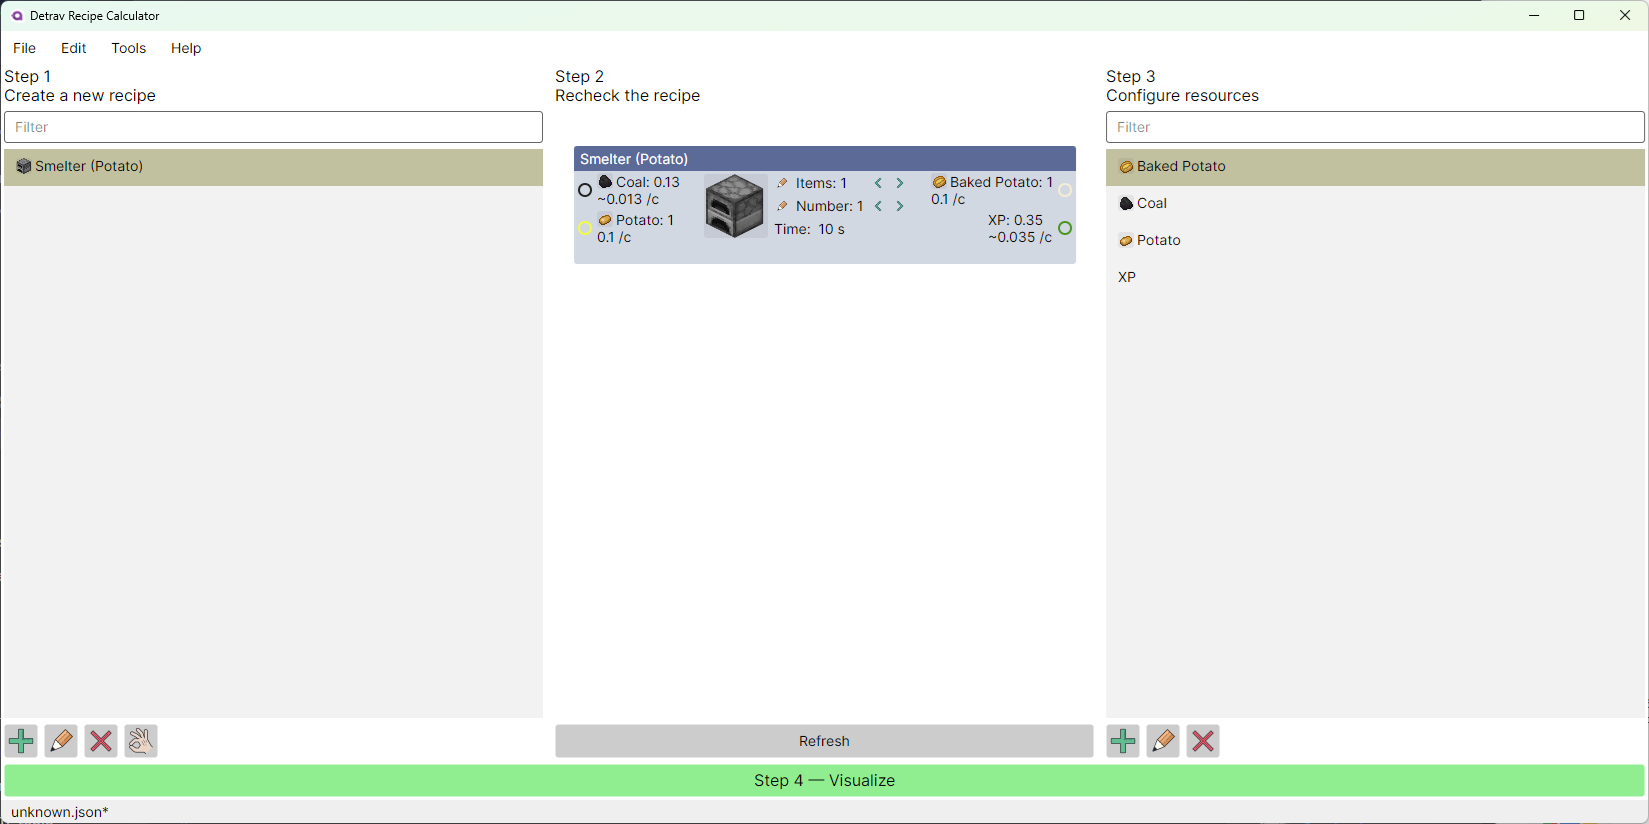 Detrav Recipe Calculator
File Edit Tools Help
Step 1
Create a new recipe
Filter
Smelter (Potato)
Step 2
Recheck the recipe
Smelter (Potato)
Coal: 0.13
~0.013 /c
Potato: 1
0.1 /c
Items: 1
Number: 1
Time: 10 s
Baked Potato: 1
0.1 /c
XP: 0.35
~0.035 /c
Refresh
Step 3
Configure resources
Filter
Baked Potato
Coal
Potato
XP
Step 4 — Visualize
unknown.json*